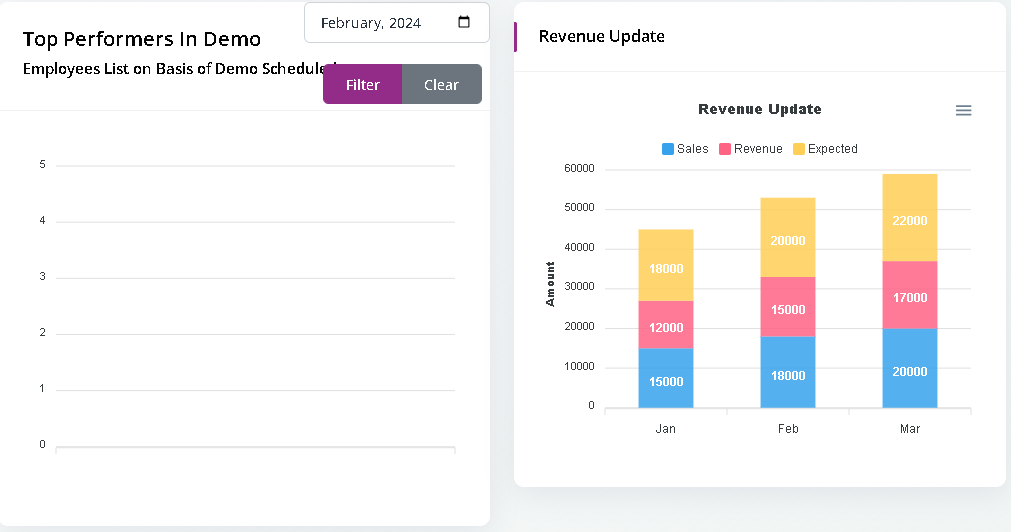 Top Performers In Demo
February, 2024
Employees List on Basis of Demo
Filter
Clear
5
4
3
2
1
0
Revenue Update
Revenue Update
Sales Revenue Expected
60000
50000
40000
30000
20000
10000
0
Amount
18000
12000
15000
20000
15000
18000
22000
17000
20000
Jan Feb Mar